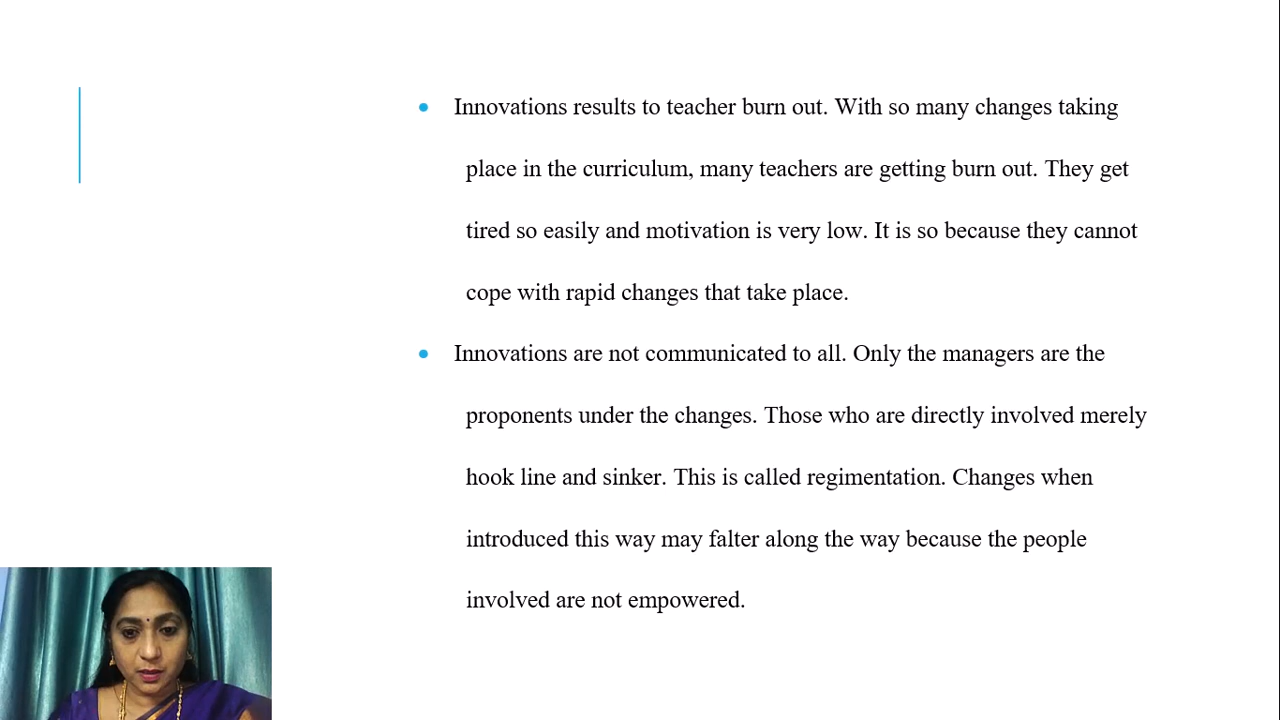 Innovations results to teacher burn out. With so many changes taking
place in the curriculum, many teachers are getting burn out. They get
tired so easily and motivation is very low. It is so because they cannot
cope with rapid changes that take place.
Innovations are not communicated to all. Only the managers are the
proponents under the changes. Those who are directly involved merely
hook line and sinker. This is called regimentation. Changes when
introduced this way may falter along the way because the people
involved are not empowered.